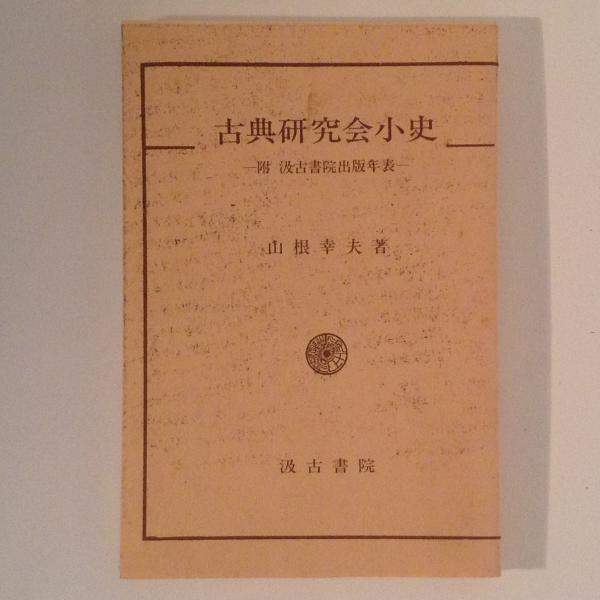 古典研究会小史
―附 汲古書院出版年表―
山根幸夫著
汲古書院